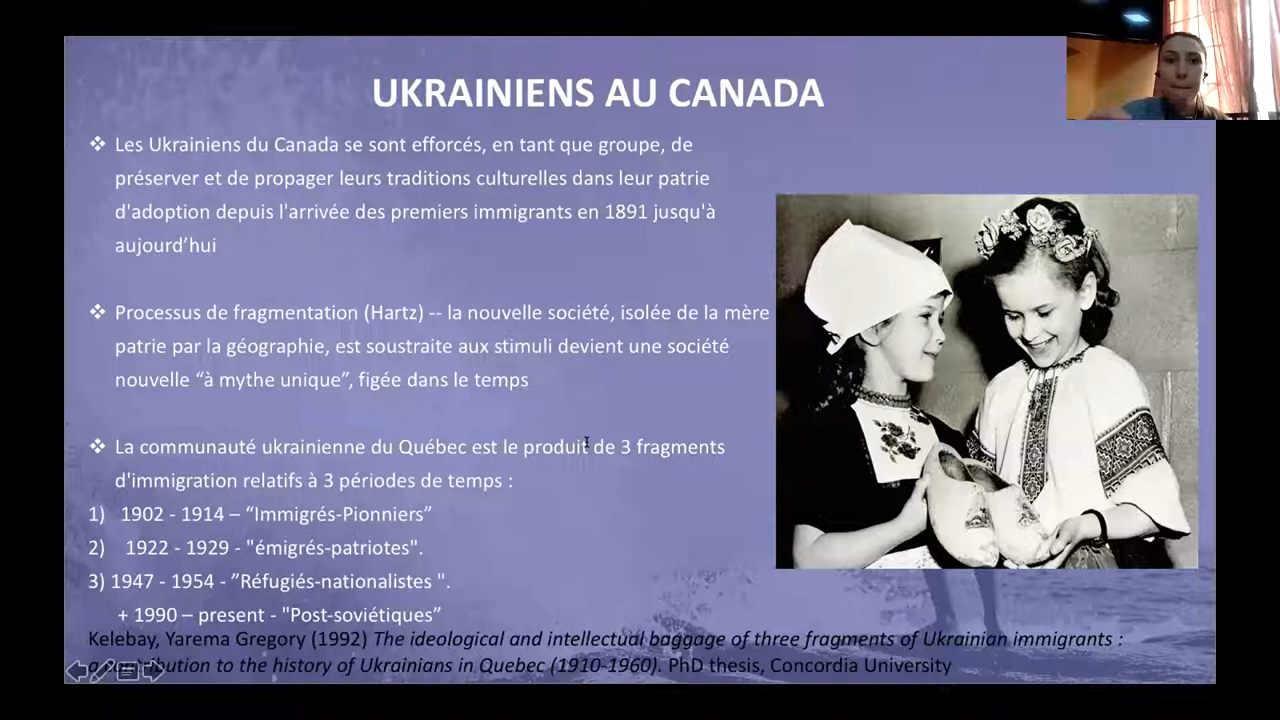 UKRAINIENS AU CANADA
❖ Les Ukrainiens du Canada se sont efforcés, en tant que groupe, de
préserver et de propager leurs traditions culturelles dans leur patrie
d'adoption depuis l'arrivée des premiers immigrants en 1891 jusqu'à
aujourd’hui
❖ Processus de fragmentation (Hartz) -- la nouvelle société, isolée de la mère
patrie par la géographie, est soustraite aux stimuli devient une société
nouvelle “à mythe unique”, figée dans le temps
❖ La communauté ukrainienne du Québec est le produit de 3 fragments
d'immigration relatifs à 3 périodes de temps :
1) 1902 - 1914 – “Immigrés-Pionniers”
2) 1922 - 1929 - "émigrés-patriotes".
3) 1947 - 1954 - ”Réfugiés-nationalistes ".
+ 1990 – present - "Post-soviétiques”
Kelebay, Yarema Gregory (1992) The ideological and intellectual baggage of three fragments of Ukrainian immigrants :
a contribution to the history of Ukrainians in Quebec (1910-1960). PhD thesis, Concordia University